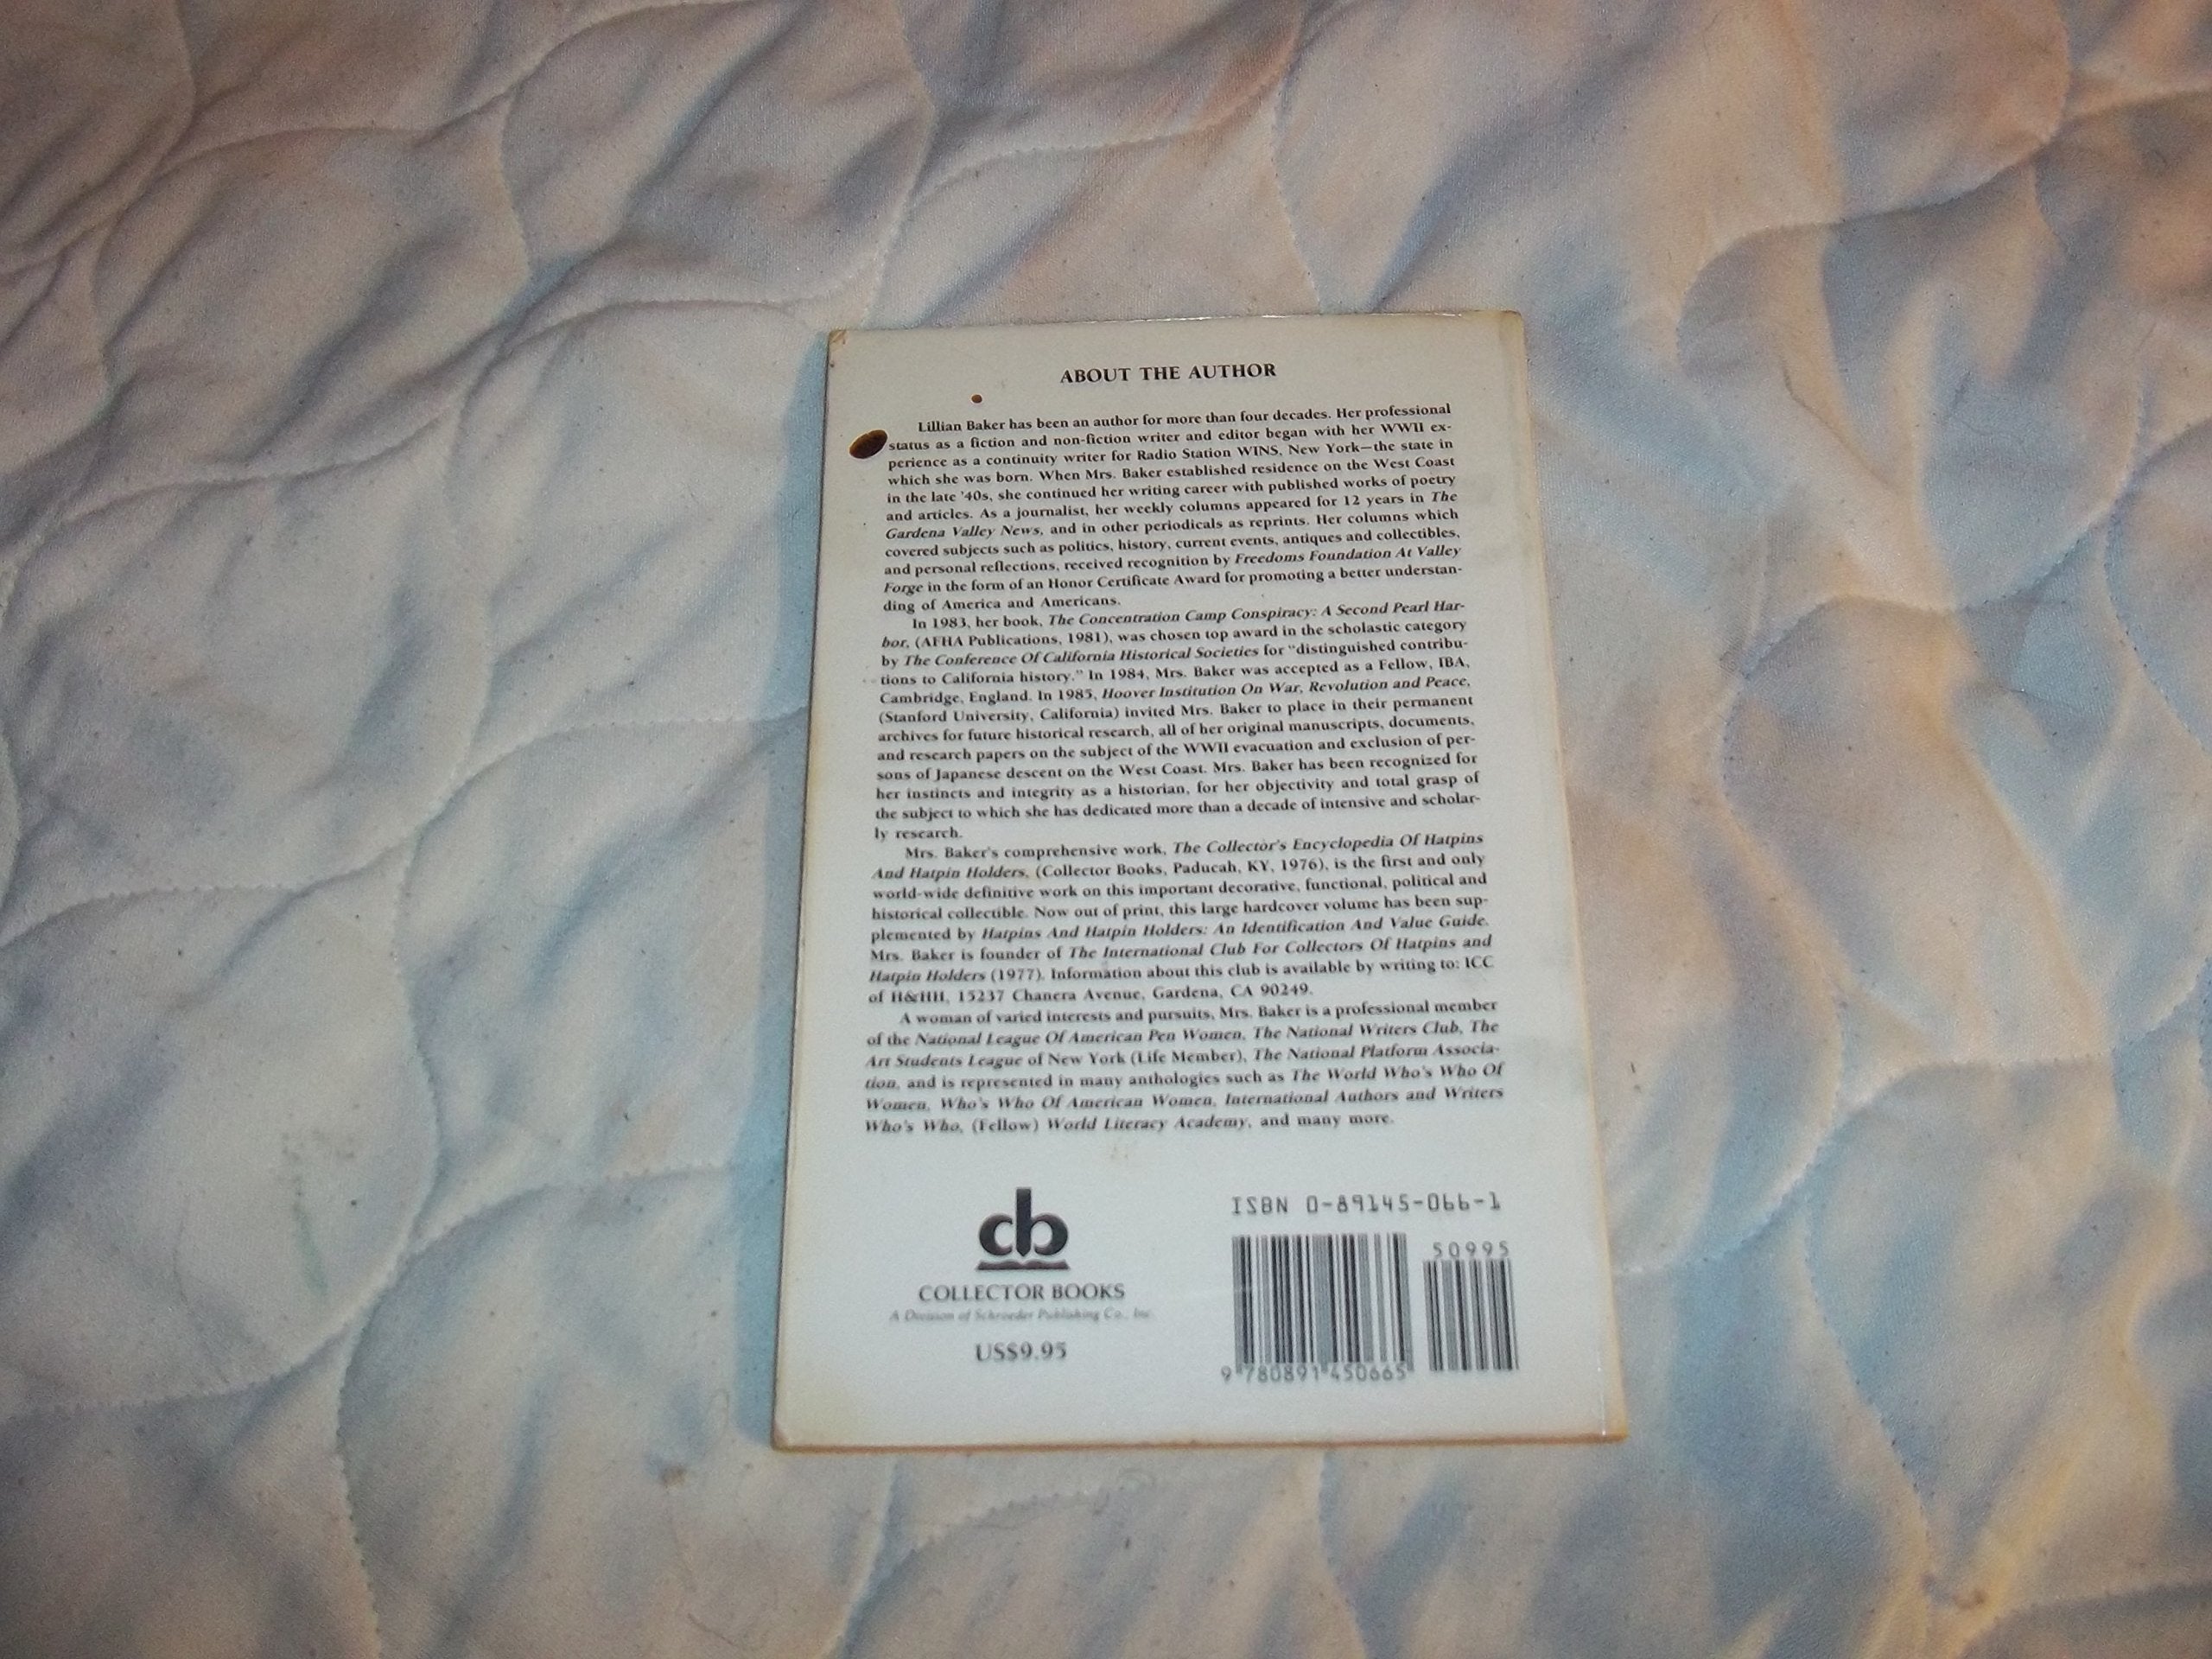 ABOUT THE AUTHOR
Lillian Baker has been an author for more than four decades. Her professional
status as a fiction and non-fiction writer and editor began with her WWII ex-
perience as a continuity writer for Radio Station WINS, New York—the state in
which she was born. When Mrs. Baker established residence on the West Coast
in the late '40s, she continued her writing career with published works of poetry
and articles. As a journalist, her weekly columns appeared for 12 years in The
Gardena Valley News, and in other periodicals as reprints. Her columns which
covered subjects such as politics, history, current events, antiques and collectibles,
and personal reflections, received recognition by Freedoms Foundation At Valley
Forge in the form of an Honor Certificate Award for promoting a better understan-
ding of America and Americans.
In 1983, her book, The Concentration Camp Conspiracy: A Second Pearl Har-
bor, (AFHA Publications, 1981), was chosen top award in the scholastic category
by The Conference Of California Historical Societies for "distinguished contribu-
tions to California history." In 1984, Mrs. Baker was accepted as a Fellow, IBA,
Cambridge, England. In 1985, Hoover Institution On War, Revolution and Peace,
(Stanford University, California) invited Mrs. Baker to place in their permanent
archives for future historical research, all of her original manuscripts, documents,
and research papers on the subject of the WWII evacuation and exclusion of per-
sons of Japanese descent on the West Coast. Mrs. Baker has been recognized for
her instincts and integrity as a historian, for her objectivity and total grasp of
the subject to which she has dedicated more than a decade of intensive and scholar-
ly research.
Mrs. Baker's comprehensive work, The Collector's Encyclopedia Of Hatpins
And Hatpin Holders, (Collector Books, Paducah, KY, 1976), is the first and only
world-wide definitive work on this important decorative, functional, political and
historical collectible. Now out of print, this large hardcover volume has been sup-
plemented by Hatpins And Hatpin Holders: An Identification And Value Guide.
Mrs. Baker is founder of The International Club For Collectors Of Hatpins and
Hatpin Holders (1977). Information about this club is available by writing to: ICC
of H&HH, 15237 Chanera Avenue, Gardena, CA 90249.
A woman of varied interests and pursuits, Mrs. Baker is a professional member
of the National League Of American Pen Women, The National Writers Club, The
Art Students League of New York (Life Member), The National Platform Associa-
tion, and is represented in many anthologies such as The World Who's Who Of
Women, Who's Who Of American Women, International Authors and Writers
Who's Who, (Fellow) World Literacy Academy, and many more.
cb
COLLECTOR BOOKS
A Division of Schroeder Publishing Co., Inc.
US$9.95
ISBN 0-89145-066-1
50995
9 780891 450665